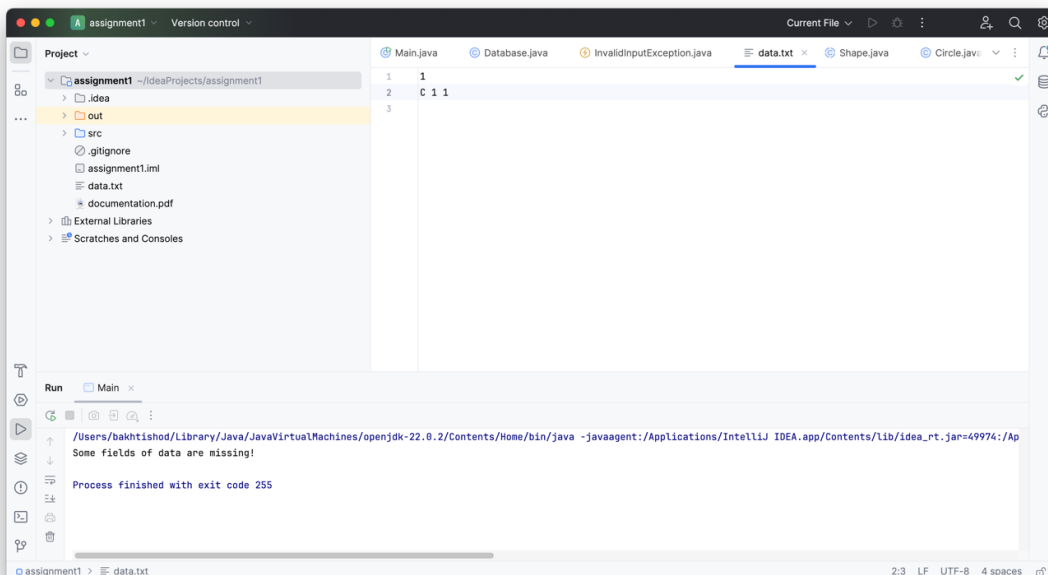 A assignment1 Version control Current File
Project
Main.java Database.java InvalidInputException.java data.txt Shape.java Circle.java
assignment1 ~/IdeaProjects/assignment1
.idea
out
src
.gitignore
assignment1.iml
data.txt
documentation.pdf
External Libraries
Scratches and Consoles
1 1
2 C 1 1
3
Run Main
/Users/bakhtishod/Library/Java/JavaVirtualMachines/openjdk-22.0.2/Contents/Home/bin/java -javaagent:/Applications/IntelliJ IDEA.app/Contents/lib/idea_rt.jar=49974:/Ap
Some fields of data are missing!
Process finished with exit code 255
assignment1 > data.txt 2:3 LF UTF-8 4 spaces